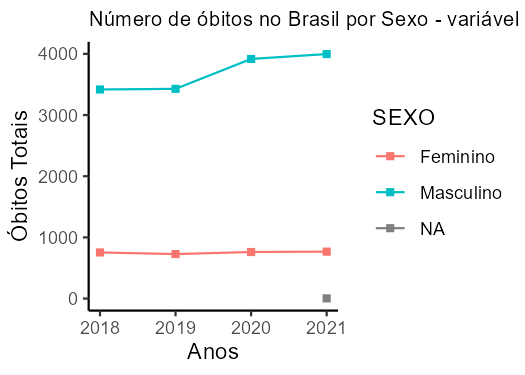 Número de óbitos no Brasil por Sexo - variável
Óbitos Totais
4000
3000
2000
1000
0
2018 2019 2020 2021
Anos
SEXO
Feminino
Masculino
NA